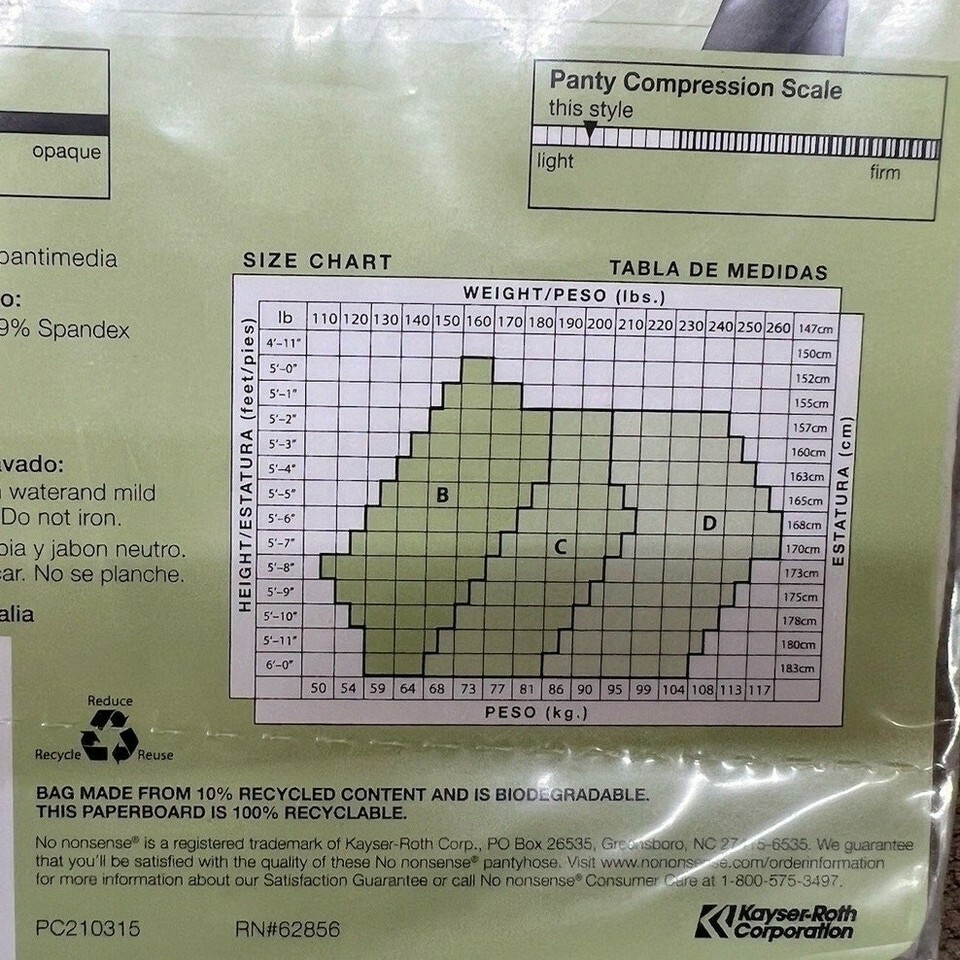 opaque
Panty Compression Scale
this style
light
firm
pantimedia
o:
9% Spandex
avado:
waterand mild
Do not iron.
y jabon neutro.
car. No se planche.
alia
SIZE CHART
TABLA DE MEDIDAS
WEIGHT/PESO (lbs.)
HEIGHT/ESTATURA (feet/pies)
ESTATURA (cm)
lb 110 120 130 140 150 160 170 180 190 200 210 220 230 240 250 260 147cm
4'-11" 150cm
5'-0" 152cm
5'-1" 155cm
5'-2" 157cm
5'-3" 160cm
5'-4" 163cm
5'-5" B 165cm
5'-6" D 168cm
5'-7" C 170cm
5'-8" 173cm
5'-9" 175cm
5'-10" 178cm
5'-11" 180cm
6'-0" 183cm
50 54 59 64 68 73 77 81 86 90 95 99 104 108 113 117
PESO (kg.)
Reduce
Recycle
Reuse
BAG MADE FROM 10% RECYCLED CONTENT AND IS BIODEGRADABLE.
THIS PAPERBOARD IS 100% RECYCLABLE.
No nonsense® is a registered trademark of Kayser-Roth Corp., PO Box 26535, Greensboro, NC 6535. We guarantee
that you'll be satisfied with the quality of these No nonsense® pantyhose. Visit www.nononsense.com/orderinformation
for more information about our Satisfaction Guarantee or call No nonsense® Consumer Care at 1-800-575-3497.
PC210315
RN#62856
Kayser-Roth
Corporation